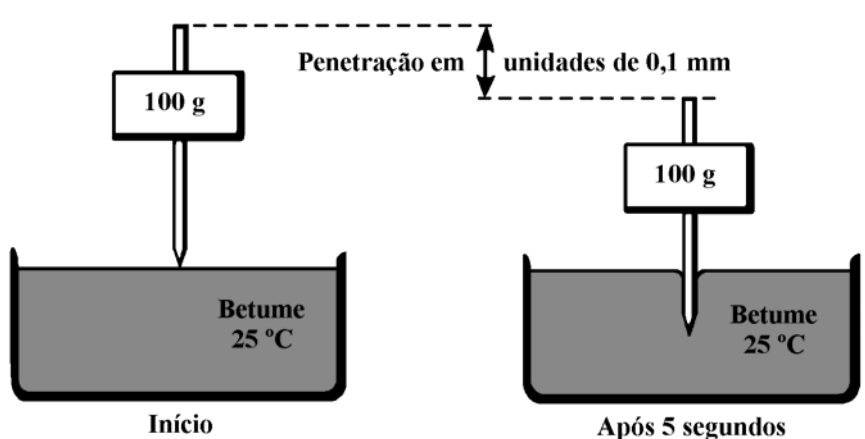 Penetração em unidades de 0,1 mm
100 g
100 g
Betume
25 ºC
Betume
25 ºC
Início
Após 5 segundos